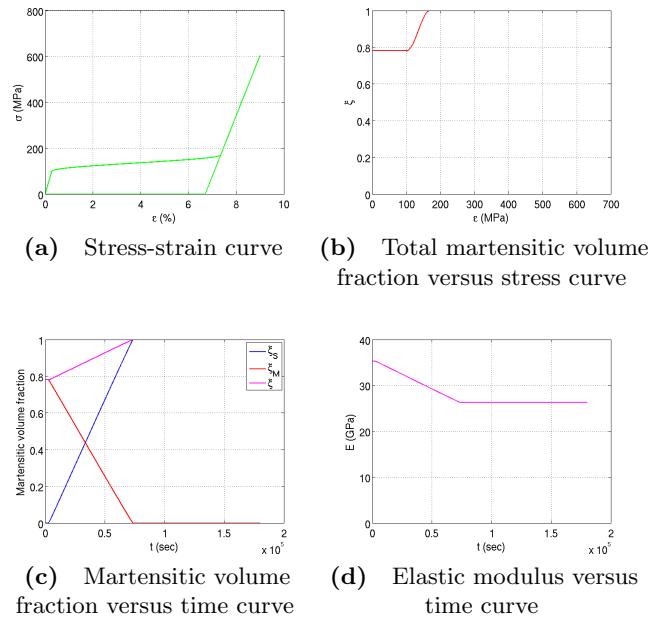 800
600
400
200
0
σ (MPa)
0 2 4 6 8 10
ε (%)
(a) Stress-strain curve
1
0.8
0.6
0.4
0.2
0
ξ
0 100 200 300 400 500 600 700
ε (MPa)
(b) Total martensitic volume
fraction versus stress curve
1
0.8
0.6
0.4
0.2
0
Martensitic volume fraction
ξS
ξM
ξ
0 0.5 1 1.5 2
t (sec)
x 10^5
(c) Martensitic volume
fraction versus time curve
40
30
20
10
0
E (GPa)
0 0.5 1 1.5 2
t (sec)
x 10^5
(d) Elastic modulus versus
time curve